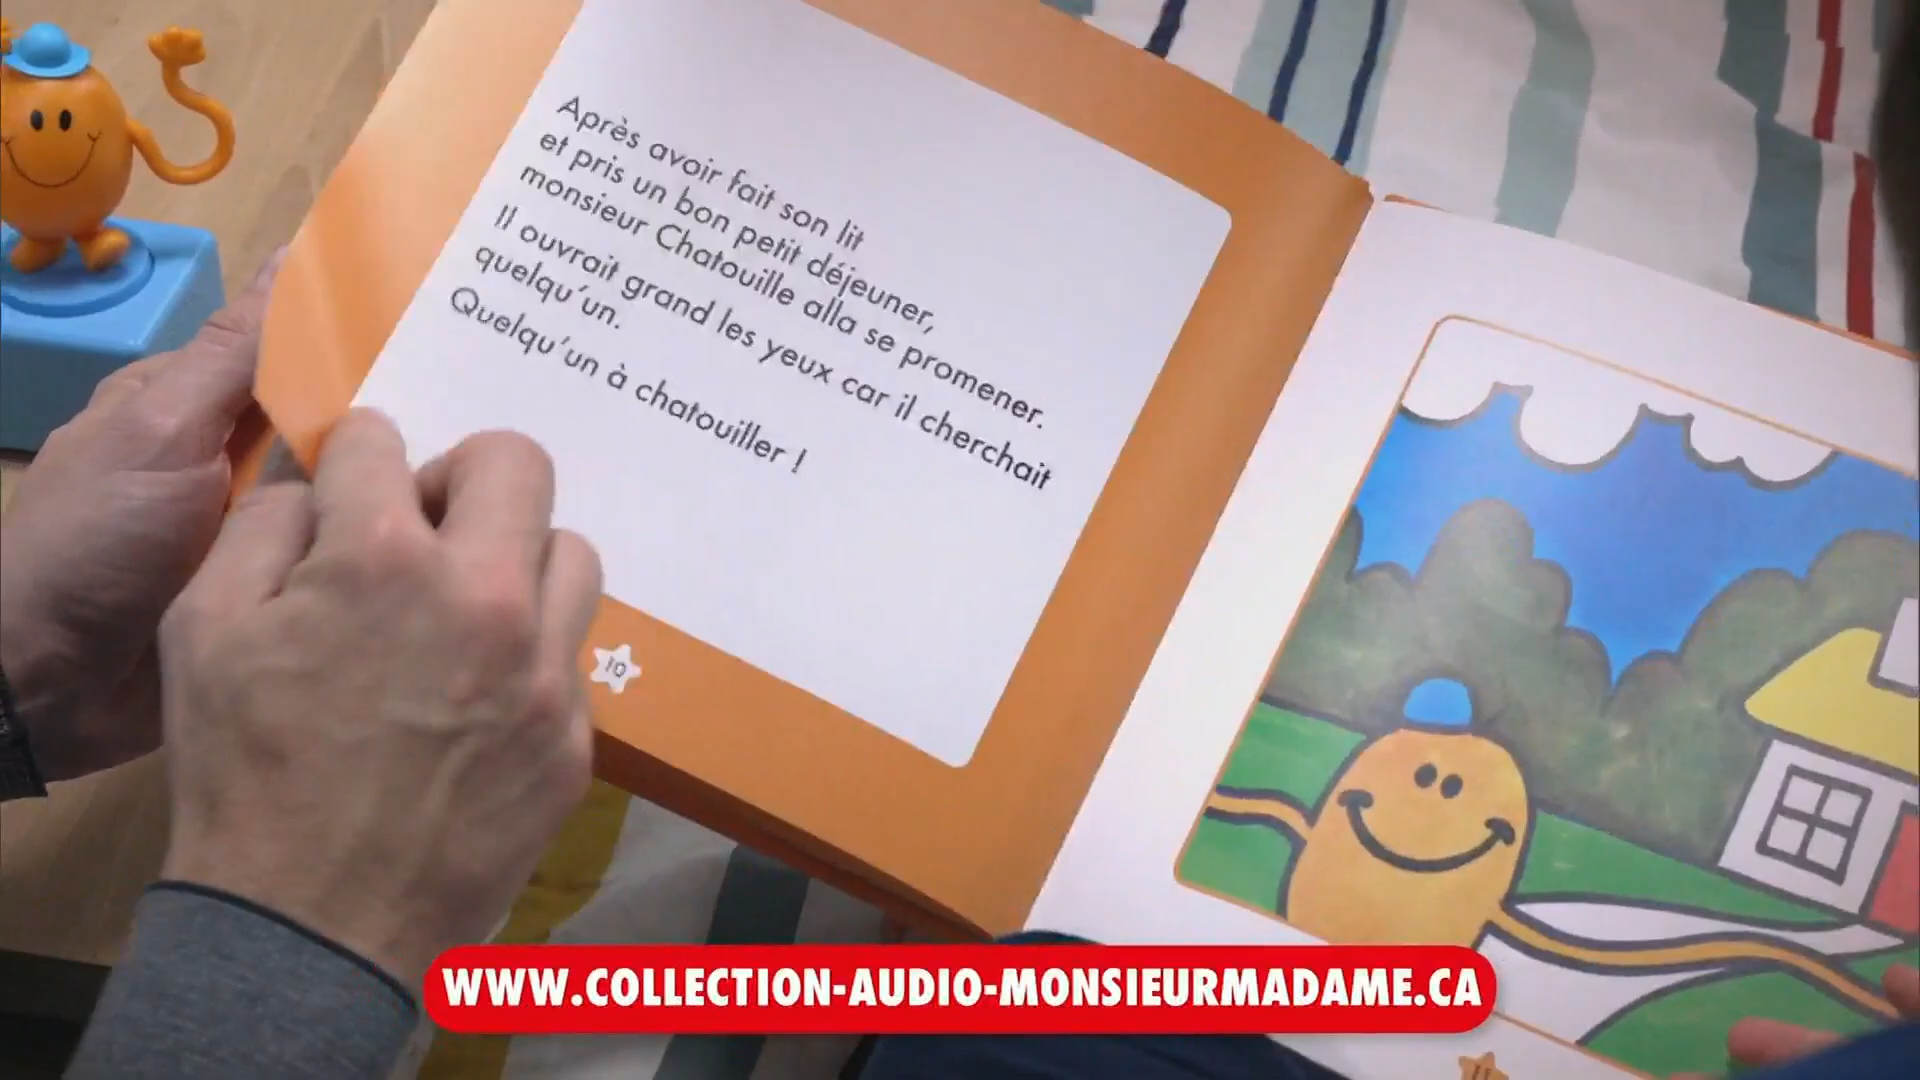 Après avoir fait son lit
et pris un bon petit déjeuner,
monsieur Chatouille alla se promener.
Il ouvrait grand les yeux car il cherchait
quelqu'un.
Quelqu'un à chatouiller !
10
11
WWW.COLLECTION-AUDIO-MONSIEURMADAME.CA